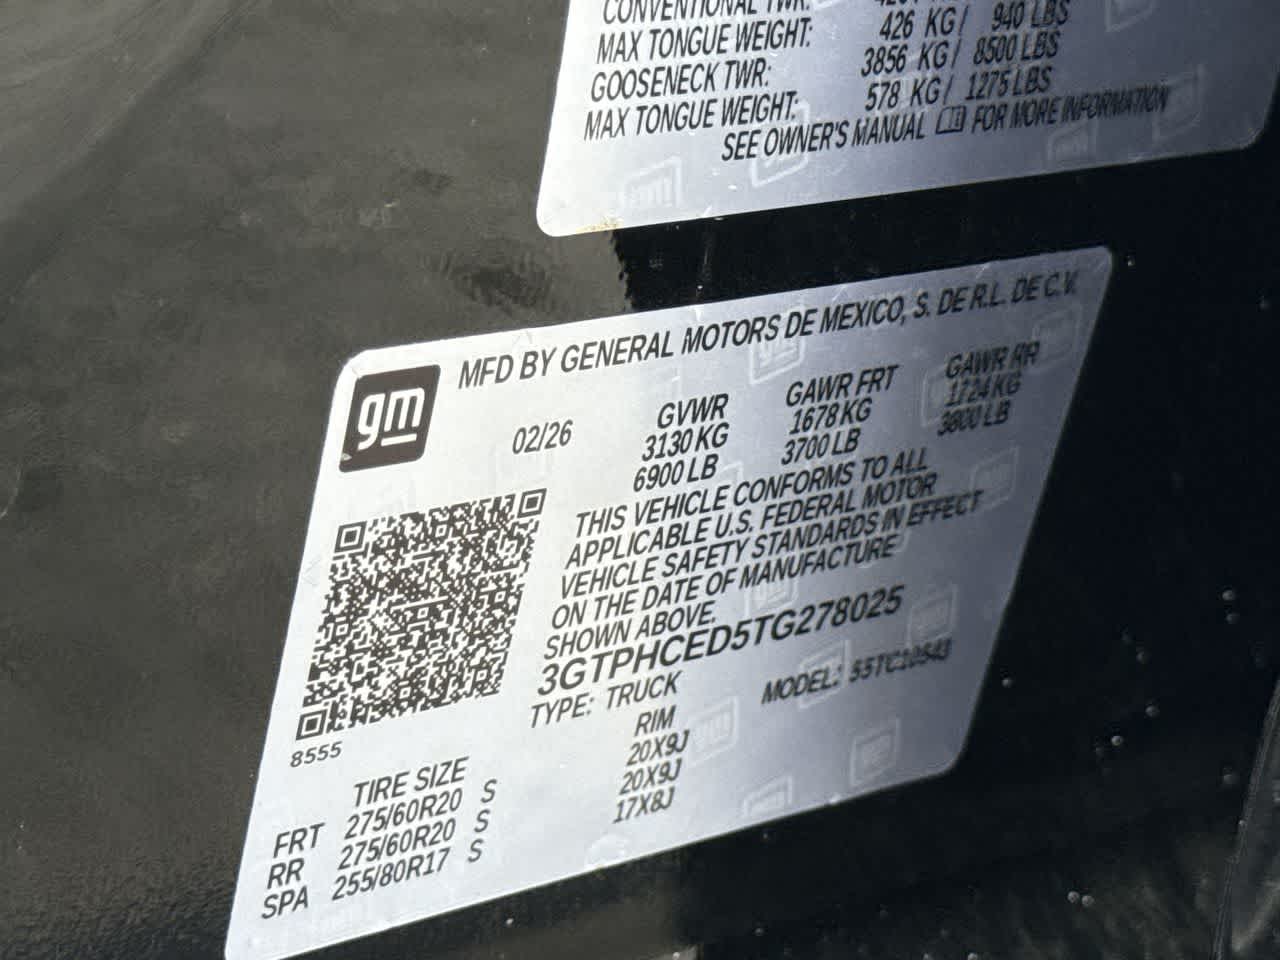 CONVENTIONAL TWR:
MAX TONGUE WEIGHT: 426 KG/ 940 LBS
GOOSENECK TWR: 3856 KG/ 8500 LBS
MAX TONGUE WEIGHT: 578 KG/ 1275 LBS
SEE OWNER'S MANUAL FOR MORE INFORMATION
gm
MFD BY GENERAL MOTORS DE MEXICO, S. DE R.L. DE C.V.
02/26 GVWR GAWR FRT GAWR RR
3130 KG 1678 KG 1724 KG
6900 LB 3700 LB 3800 LB
THIS VEHICLE CONFORMS TO ALL
APPLICABLE U.S. FEDERAL MOTOR
VEHICLE SAFETY STANDARDS IN EFFECT
ON THE DATE OF MANUFACTURE
SHOWN ABOVE.
3GTPHCED5TG278025
TYPE: TRUCK MODEL: 55TC10543
8555
TIRE SIZE RIM
FRT 275/60R20 S 20X9J
RR 275/60R20 S 20X9J
SPA 255/80R17 S 17X8J